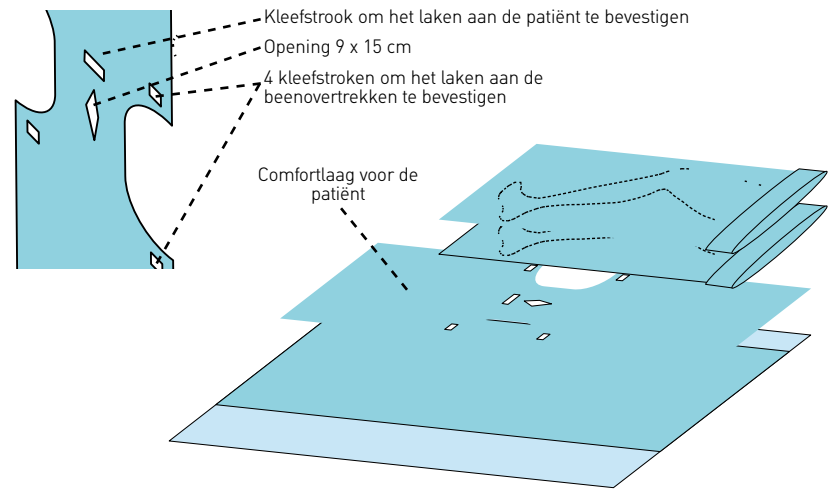 Kleefstrook om het laken aan de patiënt te bevestigen
Opening 9 x 15 cm
4 kleefstroken om het laken aan de
beenovertrekken te bevestigen
Comfortlaag voor de
patiënt